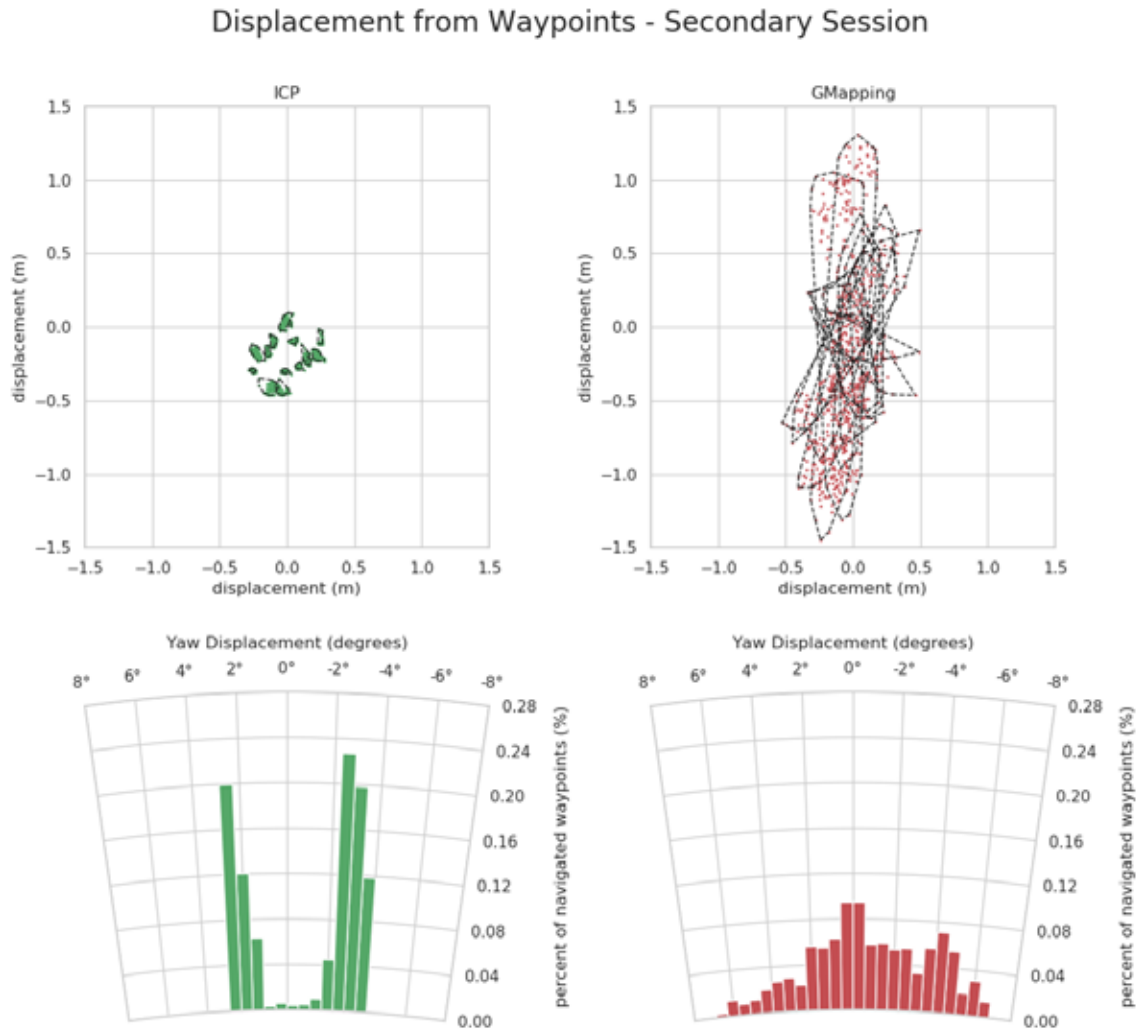 Displacement from Waypoints - Secondary Session
ICP
GMapping
1.5
1.0
0.5
0.0
−0.5
−1.0
−1.5
displacement (m)
−1.5 −1.0 −0.5 0.0 0.5 1.0 1.5
displacement (m)
1.5
1.0
0.5
0.0
−0.5
−1.0
−1.5
displacement (m)
−1.5 −1.0 −0.5 0.0 0.5 1.0 1.5
displacement (m)
Yaw Displacement (degrees)
8° 6° 4° 2° 0° -2° -4° -6° -8°
0.28
0.24
0.20
0.16
0.12
0.08
0.04
0.00
percent of navigated waypoints (%)
Yaw Displacement (degrees)
8° 6° 4° 2° 0° -2° -4° -6° -8°
0.28
0.24
0.20
0.16
0.12
0.08
0.04
0.00
percent of navigated waypoints (%)